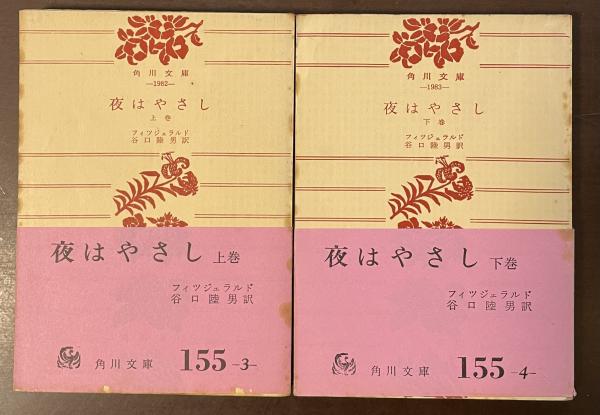 角川文庫
—1982—
夜はやさし
上巻
フィツジェラルド
谷口陸男訳
夜はやさし 上巻
フィツジェラルド
谷口陸男訳
角川文庫 155-3-
角川文庫
—1983—
夜はやさし
下巻
フィツジェラルド
谷口陸男訳
夜はやさし 下巻
フィツジェラルド
谷口陸男訳
角川文庫 155-4-